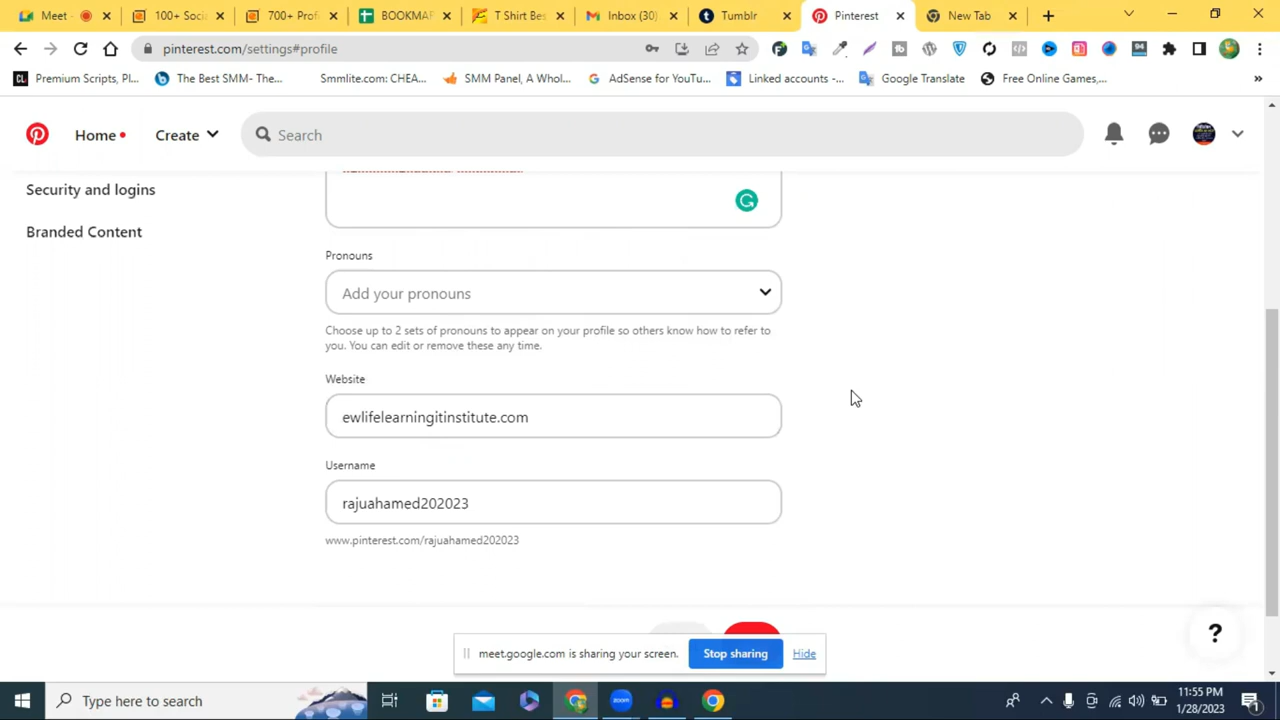 Meet -
100+ Soci
700+ Prof
BOOKMAR
T Shirt Bes
Inbox (30)
Tumblr
Pinterest
New Tab
pinterest.com/settings#profile
94
CL Premium Scripts, Pl...
The Best SMM- The...
Smmlite.com: CHEA...
SMM Panel, A Whol...
AdSense for YouTu...
Linked accounts -...
Google Translate
Free Online Games,...
Home
Create
Search
Security and logins
Branded Content
Pronouns
Add your pronouns
Choose up to 2 sets of pronouns to appear on your profile so others know how to refer to
you. You can edit or remove these any time.
Website
ewlifelearningitinstitute.com
Username
rajuahamed202023
www.pinterest.com/rajuahamed202023
?
meet.google.com is sharing your screen.
Stop sharing
Hide
Type here to search
zoom
11:55 PM
1/28/2023
1